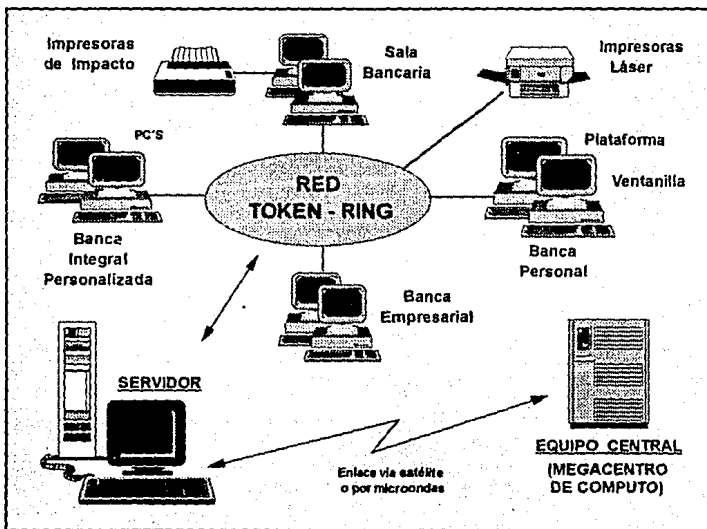 Impresoras
de Impacto
Sala
Bancaria
Impresoras
Láser
PC'S
Plataforma
Ventanilla
RED
TOKEN - RING
Banca
Integral
Personalizada
Banca
Personal
Banca
Empresarial
SERVIDOR
Enlace via satélite
o por microondas
EQUIPO CENTRAL
(MEGACENTRO
DE COMPUTO)